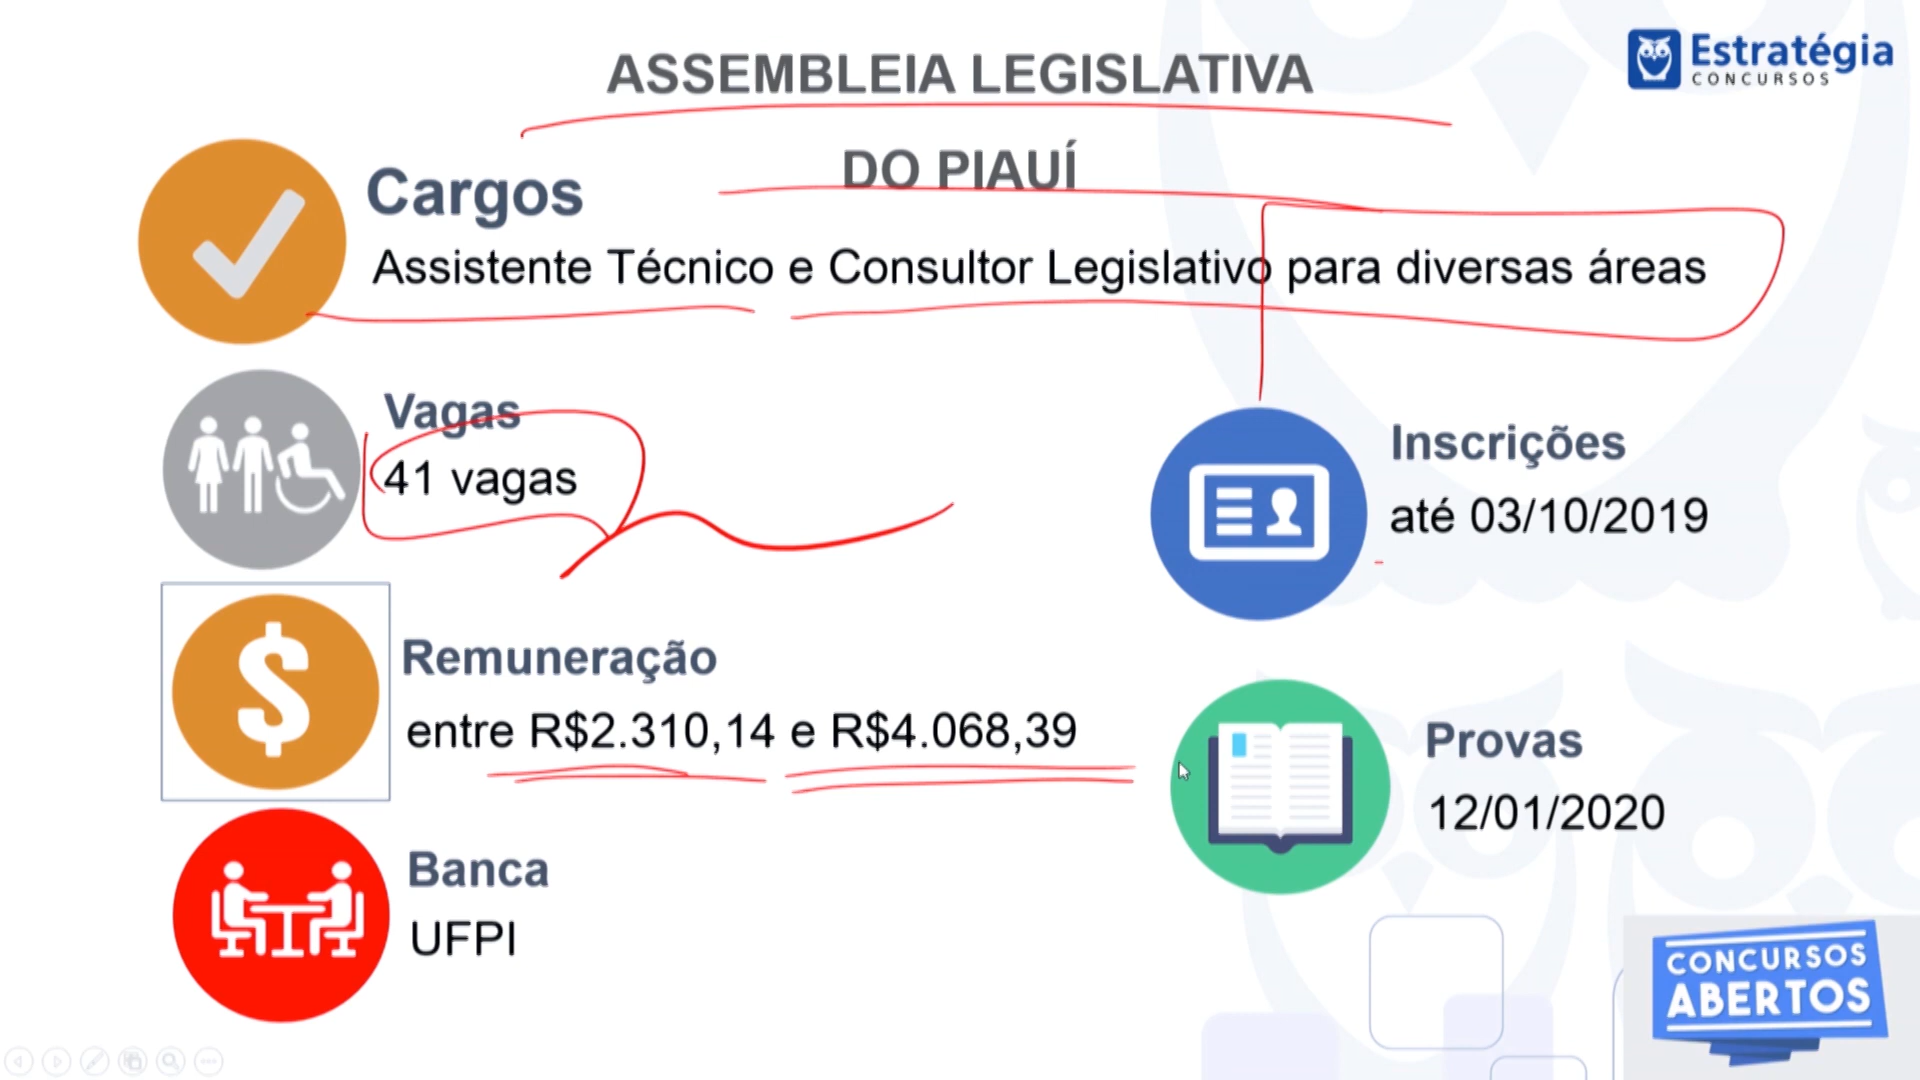 ASSEMBLEIA LEGISLATIVA
DO PIAUÍ
Estratégia
CONCURSOS
Cargos
Assistente Técnico e Consultor Legislativo para diversas áreas
Vagas
41 vagas
Inscrições
até 03/10/2019
Remuneração
entre R$2.310,14 e R$4.068,39
Provas
12/01/2020
Banca
UFPI
CONCURSOS
ABERTOS